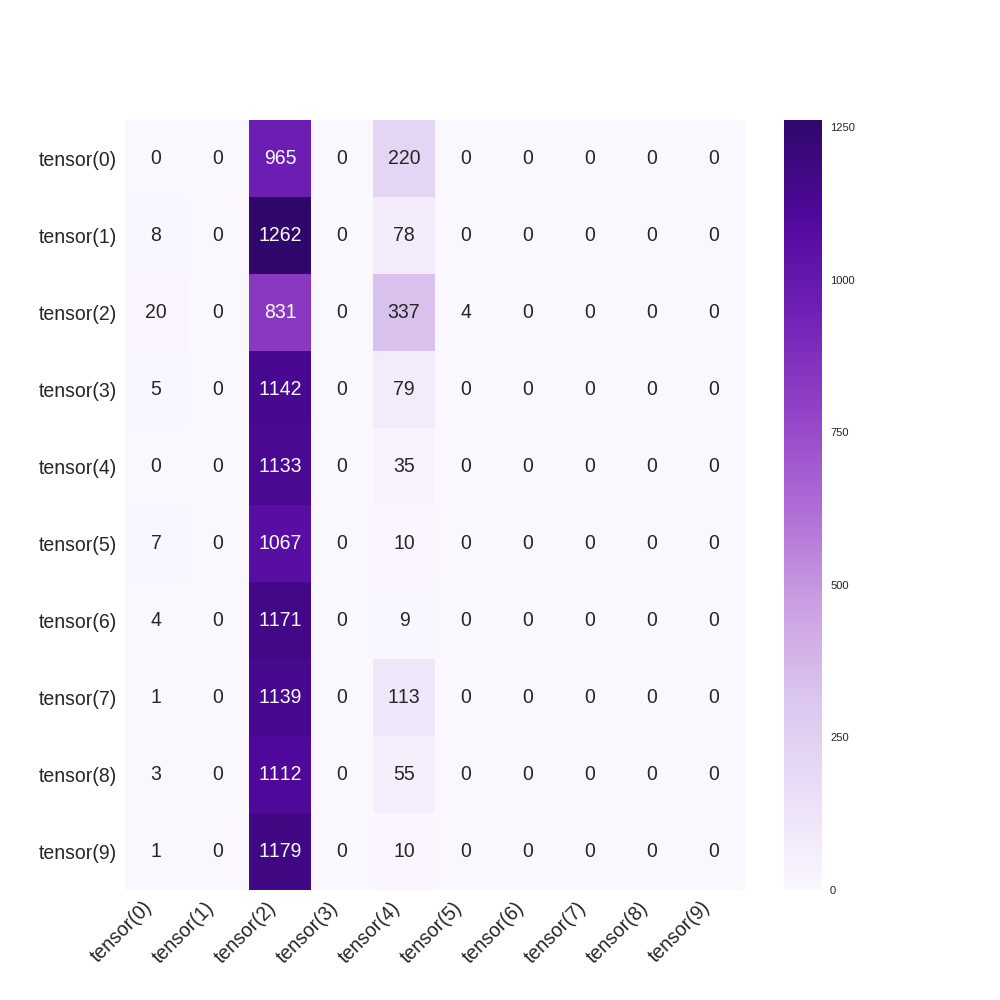 1250
tensor(0) 0 0 965 0 220 0 0 0 0 0
tensor(1) 8 0 1262 0 78 0 0 0 0 0
1000
tensor(2) 20 0 831 0 337 4 0 0 0 0
tensor(3) 5 0 1142 0 79 0 0 0 0 0
750
tensor(4) 0 0 1133 0 35 0 0 0 0 0
tensor(5) 7 0 1067 0 10 0 0 0 0 0
500
tensor(6) 4 0 1171 0 9 0 0 0 0 0
tensor(7) 1 0 1139 0 113 0 0 0 0 0
250
tensor(8) 3 0 1112 0 55 0 0 0 0 0
tensor(9) 1 0 1179 0 10 0 0 0 0 0
0
tensor(0) tensor(1) tensor(2) tensor(3) tensor(4) tensor(5) tensor(6) tensor(7) tensor(8) tensor(9)